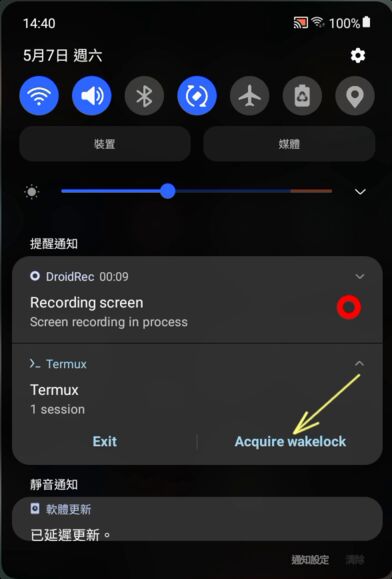 14:40
100%
5月7日 週六
裝置
媒體
提醒通知
DroidRec 00:09
Recording screen
Screen recording in process
Termux
Termux
1 session
Exit
Acquire wakelock
靜音通知
軟體更新
已延遲更新。
通知設定
清除